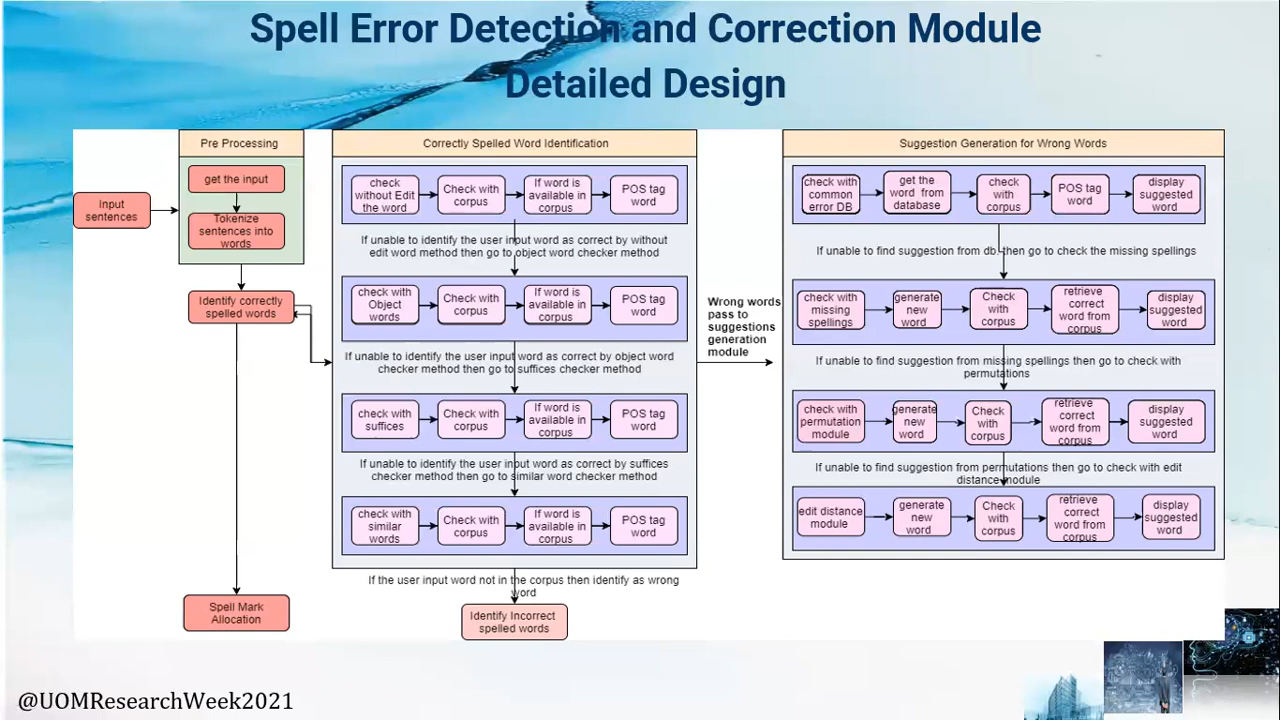 Spell Error Detection and Correction Module
Detailed Design
Input
sentences
Pre Processing
get the input
Tokenize
sentences into
words
Identify correctly
spelled words
Spell Mark
Allocation
Correctly Spelled Word Identification
check
without Edit
the word
Check with
corpus
If word is
available in
corpus
POS tag
word
If unable to identify the user input word as correct by without
edit word method then go to object word checker method
check with
Object
words
Check with
corpus
If word is
available in
corpus
POS tag
word
If unable to identify the user input word as correct by object word
checker method then go to suffices checker method
check with
suffices
Check with
corpus
If word is
available in
corpus
POS tag
word
If unable to identify the user input word as correct by suffices
checker method then go to similar word checker method
check with
similar
words
Check with
corpus
If word is
available in
corpus
POS tag
word
If the user input word not in the corpus then identify as wrong
word
Identify Incorrect
spelled words
Wrong words
pass to
suggestions
generation
module
Suggestion Generation for Wrong Words
check with
common
error DB
get the
word from
database
check
with
corpus
POS tag
word
display
suggested
word
If unable to find suggestion from db. then go to check the missing spellings
check with
missing
spellings
generate
new
word
Check
with
corpus
retrieve
correct
word from
corpus
display
suggested
word
If unable to find suggestion from missing spellings then go to check with
permutations
check with
permutation
module
generate
new
word
Check
with
corpus
retrieve
correct
word from
corpus
display
suggested
word
If unable to find suggestion from permutations then go to check with edit
distance module
edit distance
module
generate
new
word
Check
with
corpus
retrieve
correct
word from
corpus
display
suggested
word
@UOMResearchWeek2021